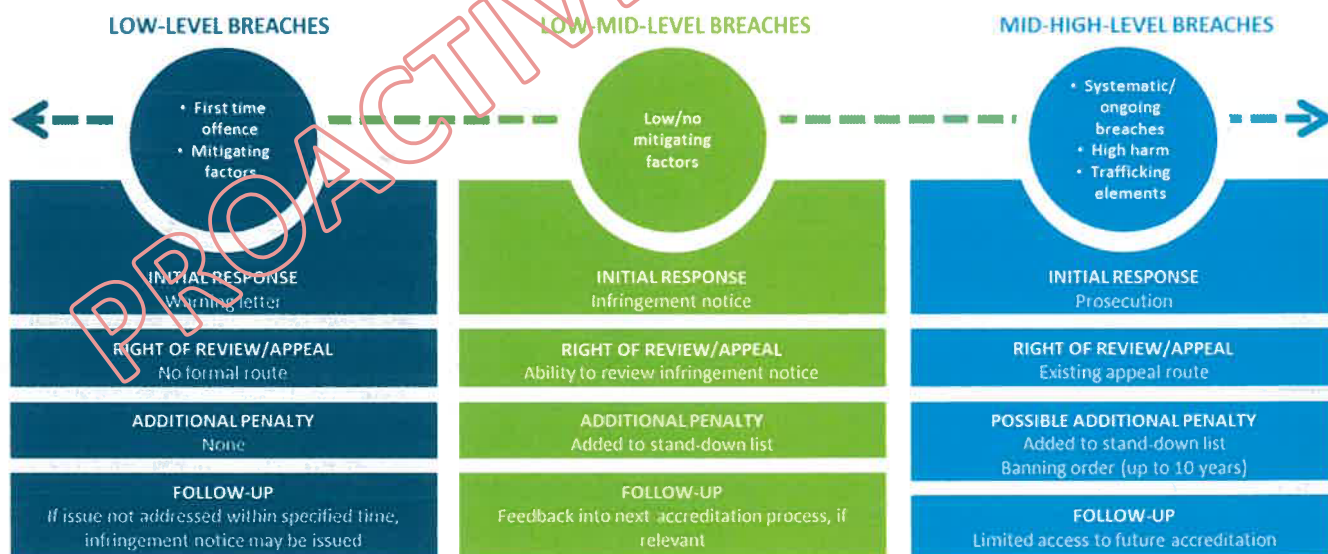 LOW-LEVEL BREACHES
• First time
offence
• Mitigating
factors
INITIAL RESPONSE
Warning letter
RIGHT OF REVIEW/APPEAL
No formal route
ADDITIONAL PENALTY
None
FOLLOW-UP
If issue not addressed within specified time,
infringement notice may be issued
LOW-MID-LEVEL BREACHES
Low/no
mitigating
factors
INITIAL RESPONSE
Infringement notice
RIGHT OF REVIEW/APPEAL
Ability to review infringement notice
ADDITIONAL PENALTY
Added to stand-down list
FOLLOW-UP
Feedback into next accreditation process, if
relevant
MID-HIGH-LEVEL BREACHES
• Systematic/
ongoing
breaches
• High harm
• Trafficking
elements
INITIAL RESPONSE
Prosecution
RIGHT OF REVIEW/APPEAL
Existing appeal route
POSSIBLE ADDITIONAL PENALTY
Added to stand-down list
Banning order (up to 10 years)
FOLLOW-UP
Limited access to future accreditation
PROACTIV